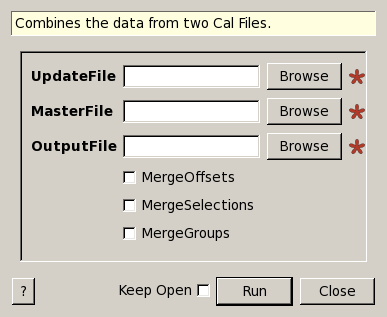 Combines the data from two Cal Files.
UpdateFile Browse *
MasterFile Browse *
OutputFile Browse *
MergeOffsets
MergeSelections
MergeGroups
? Keep Open Run Close